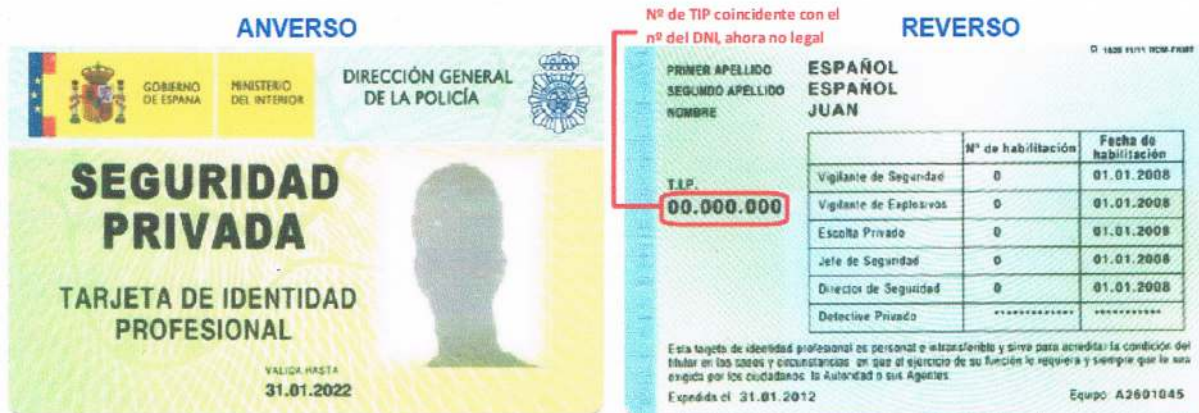 ANVERSO
GOBIERNO
DE ESPAÑA
MINISTERIO
DEL INTERIOR
DIRECCIÓN GENERAL
DE LA POLICÍA
SEGURIDAD
PRIVADA
TARJETA DE IDENTIDAD
PROFESIONAL
VALIDA HASTA
31.01.2022
Nº de TIP coincidente con el
nº del DNI, ahora no legal
REVERSO
PRIMER APELLIDO ESPAÑOL
SEGUNDO APELLIDO ESPAÑOL
NOMBRE JUAN
Nº de habilitación Fecha de habilitación
Vigilante de Seguridad 0 01.01.2008
Vigilante de Explosivos 0 01.01.2008
Escolta Privado 0 01.01.2008
Jefe de Seguridad 0 01.01.2008
Director de Seguridad 0 01.01.2008
Detective Privado ************* ***********
T.I.P.
00.000.000
Esta tarjeta de identidad profesional es personal e intransferible y sirve para acreditar la condición del
titular en los casos y circunstancias en que el ejercicio de su función lo requiera y siempre que le sea
exigida por los ciudadanos, la Autoridad o sus Agentes.
Expedida el 31.01.2012 Equipo A2601045